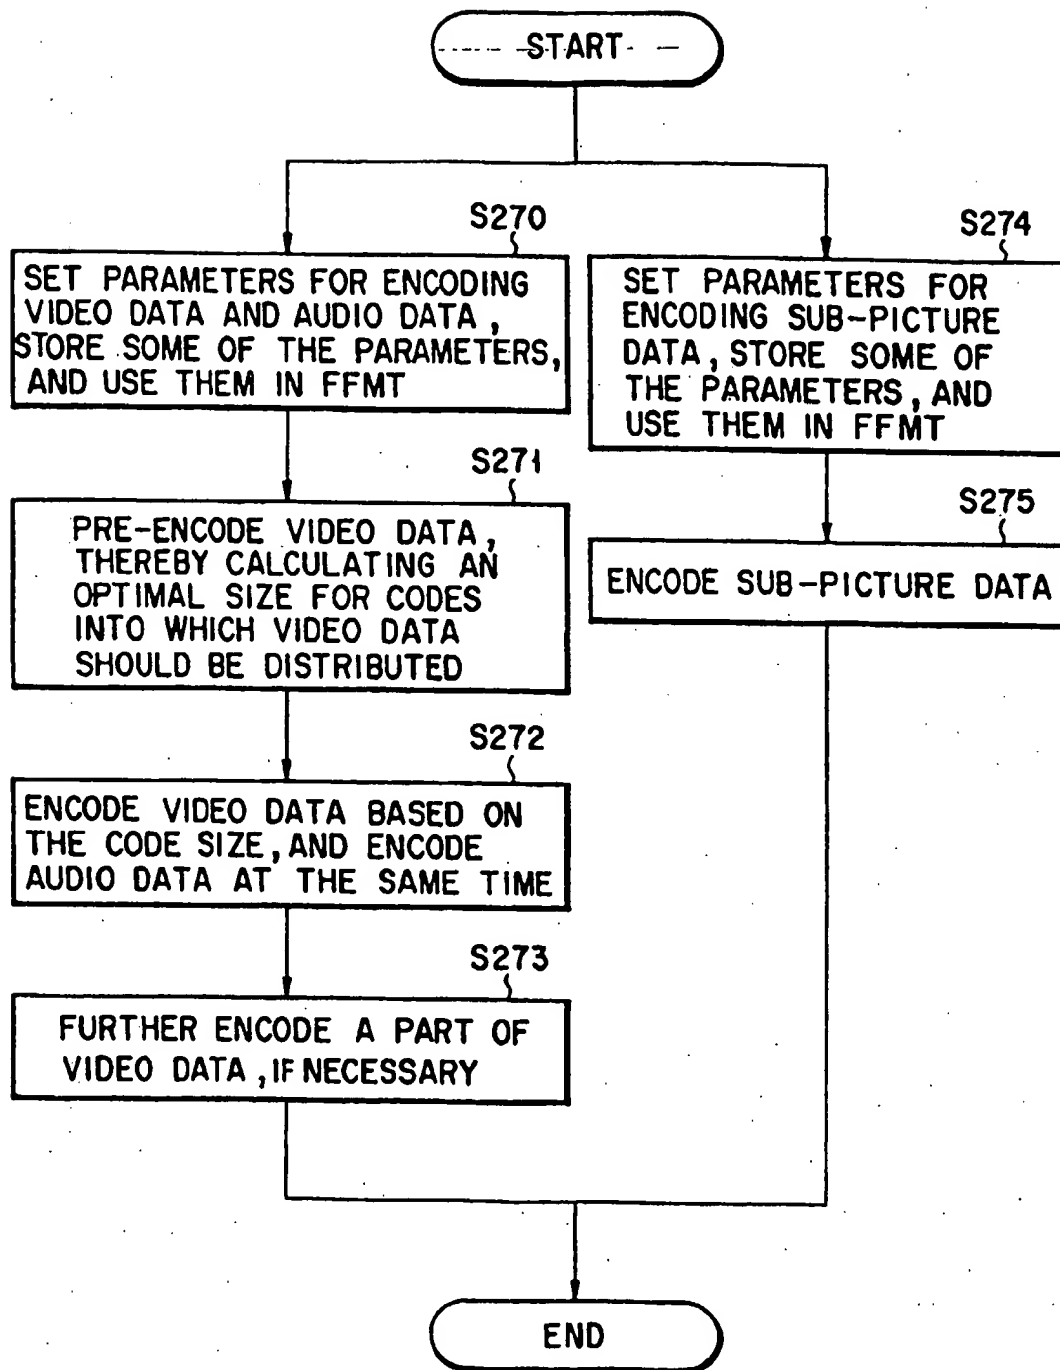 START
S270
SET PARAMETERS FOR ENCODING
VIDEO DATA AND AUDIO DATA,
STORE SOME OF THE PARAMETERS,
AND USE THEM IN FFMT
S271
PRE-ENCODE VIDEO DATA,
THEREBY CALCULATING AN
OPTIMAL SIZE FOR CODES
INTO WHICH VIDEO DATA
SHOULD BE DISTRIBUTED
S272
ENCODE VIDEO DATA BASED ON
THE CODE SIZE, AND ENCODE
AUDIO DATA AT THE SAME TIME
S273
FURTHER ENCODE A PART OF
VIDEO DATA, IF NECESSARY
S274
SET PARAMETERS FOR
ENCODING SUB-PICTURE
DATA, STORE SOME OF
THE PARAMETERS, AND
USE THEM IN FFMT
S275
ENCODE SUB-PICTURE DATA
END